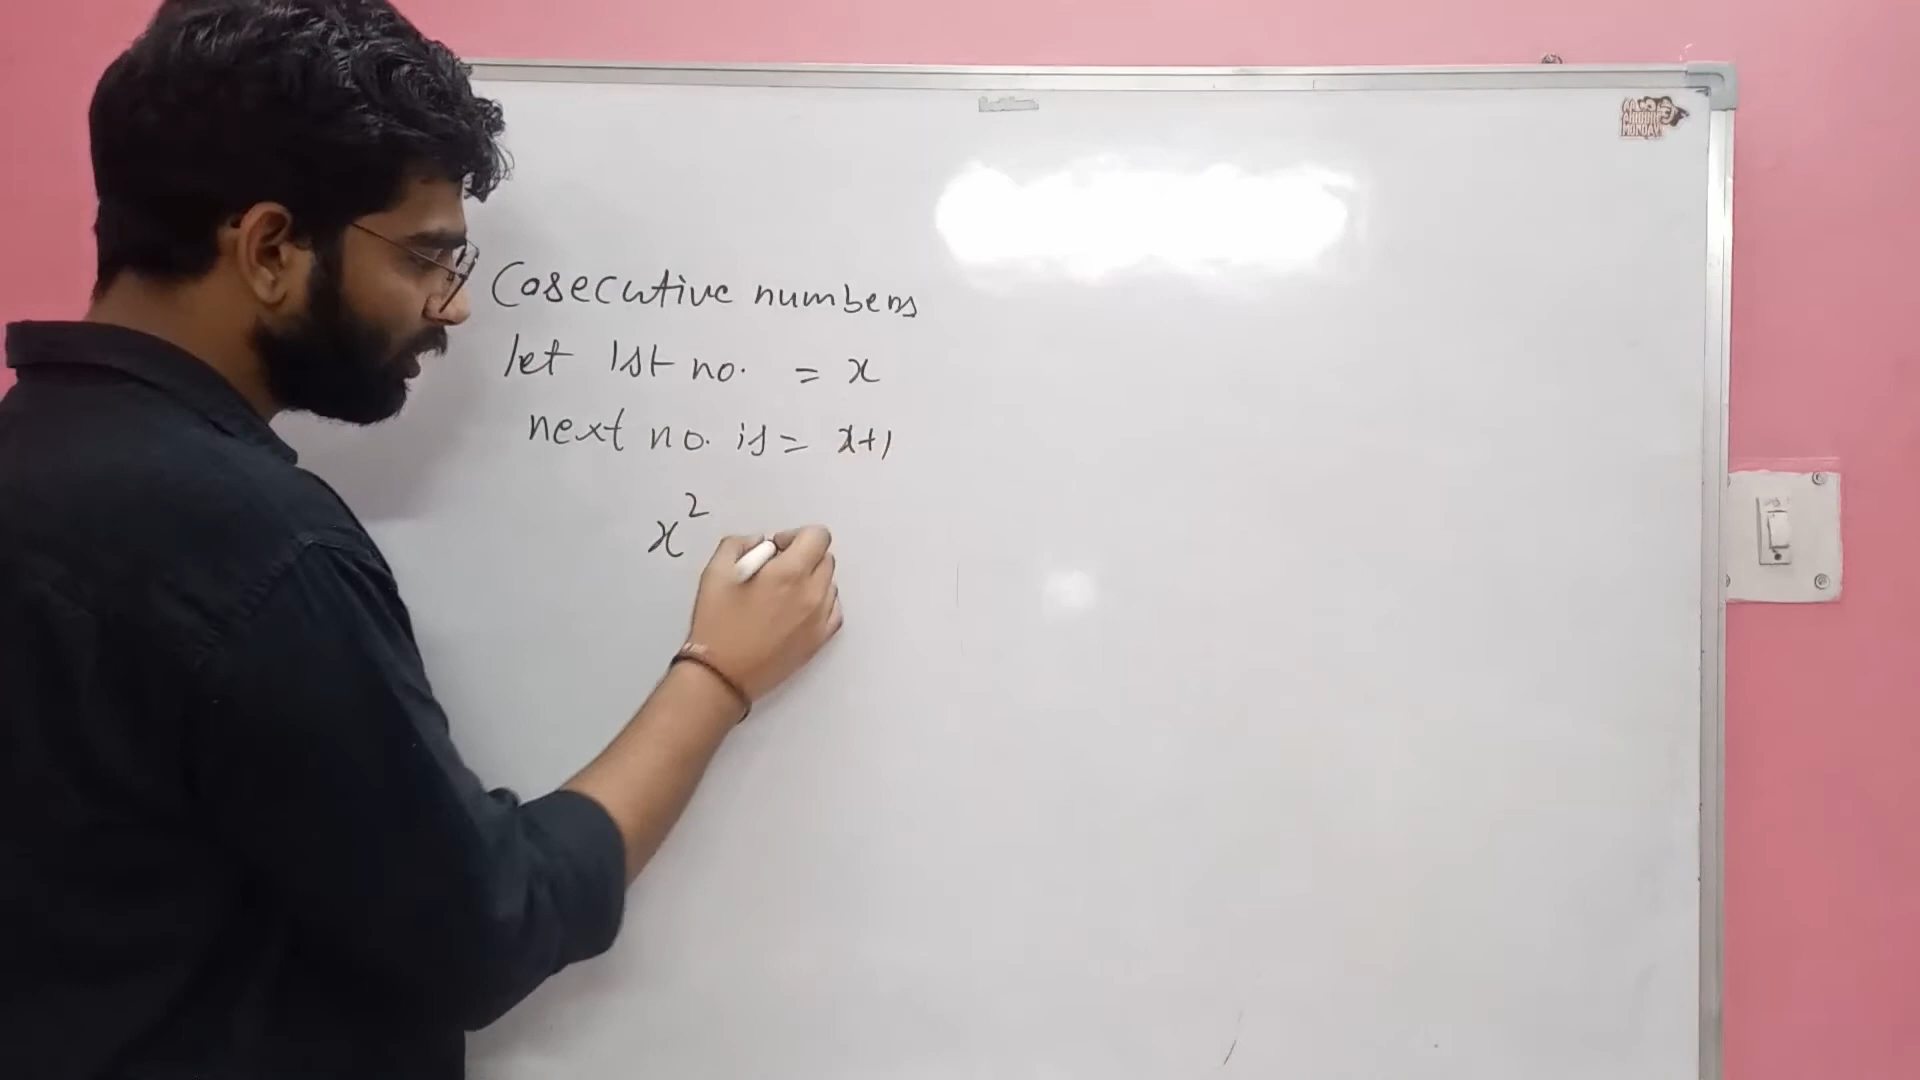 Cosecutive numbers
let 1st no. = x
next no. is = x+1
x²